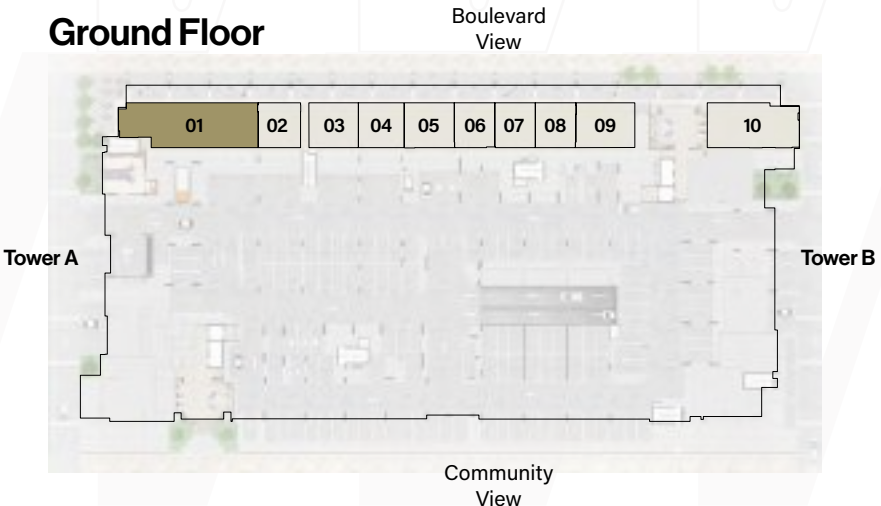 Ground Floor
Boulevard
View
01 02 03 04 05 06 07 08 09 10
Tower A
Tower B
Community
View